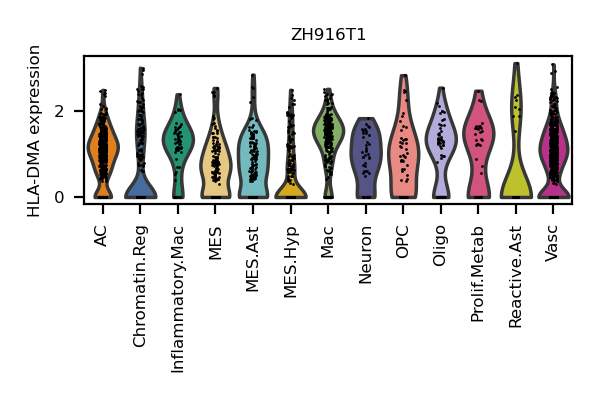 ZH916T1
HLA-DMA expression
2
0
AC
Chromatin.Reg
Inflammatory.Mac
MES
MES.Ast
MES.Hyp
Mac
Neuron
OPC
Oligo
Prolif.Metab
Reactive.Ast
Vasc